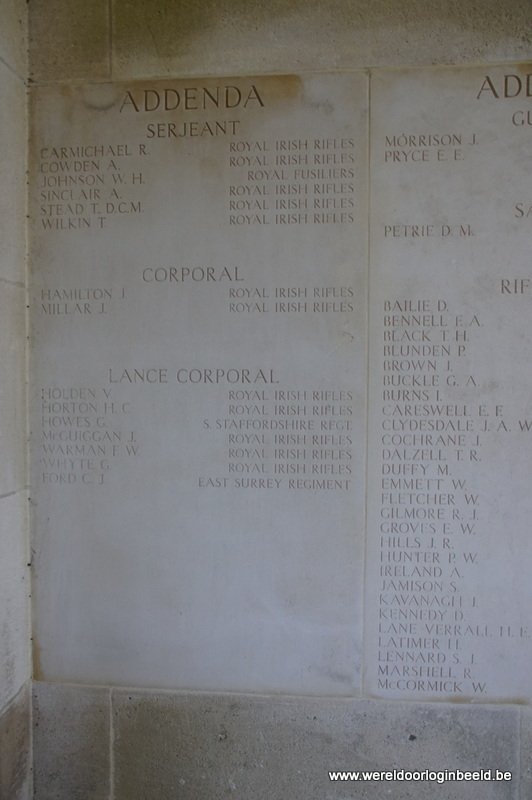 ADDENDA
SERJEANT
CARMICHAEL R. ROYAL IRISH RIFLES
COWDEN A. ROYAL IRISH RIFLES
JOHNSON W. H. ROYAL FUSILIERS
SINCLAIR A. ROYAL IRISH RIFLES
STEAD T. D.C.M. ROYAL IRISH RIFLES
WILKIN T. ROYAL IRISH RIFLES
CORPORAL
HAMILTON J. ROYAL IRISH RIFLES
MILLAR J. ROYAL IRISH RIFLES
LANCE CORPORAL
HOLDEN V. ROYAL IRISH RIFLES
HORTON H. C. ROYAL IRISH RIFLES
HOWES G. S. STAFFORDSHIRE REGT.
McGUIGGAN J. ROYAL IRISH RIFLES
WARMAN F. W. ROYAL IRISH RIFLES
WHYTE G. ROYAL IRISH RIFLES
FORD C. J. EAST SURREY REGIMENT
ADD
GU
MORRISON J.
PRYCE E. E.
SA
PETRIE D. M.
RIF
BAILIE D.
BENNELL F. A.
BLACK T. H.
BLUNDEN P.
BROWN J.
BUCKLE G. A.
BURNS I.
CARESWELL E. E.
CLYDESDALE J. A. W
COCHRANE J.
DALZELL T. R.
DUFFY M.
EMMETT W.
FLETCHER W.
GILMORE R. J.
GROVES E. W.
HILLS J. R.
HUNTER P. W.
IRELAND A.
JAMISON S.
KAVANAGH J.
KENNEDY D.
LANE VERRALL H. F.
LATIMER H.
LENNARD S. J.
MARSHELL R.
McCORMICK W.
www.wereldoorloginbeeld.be